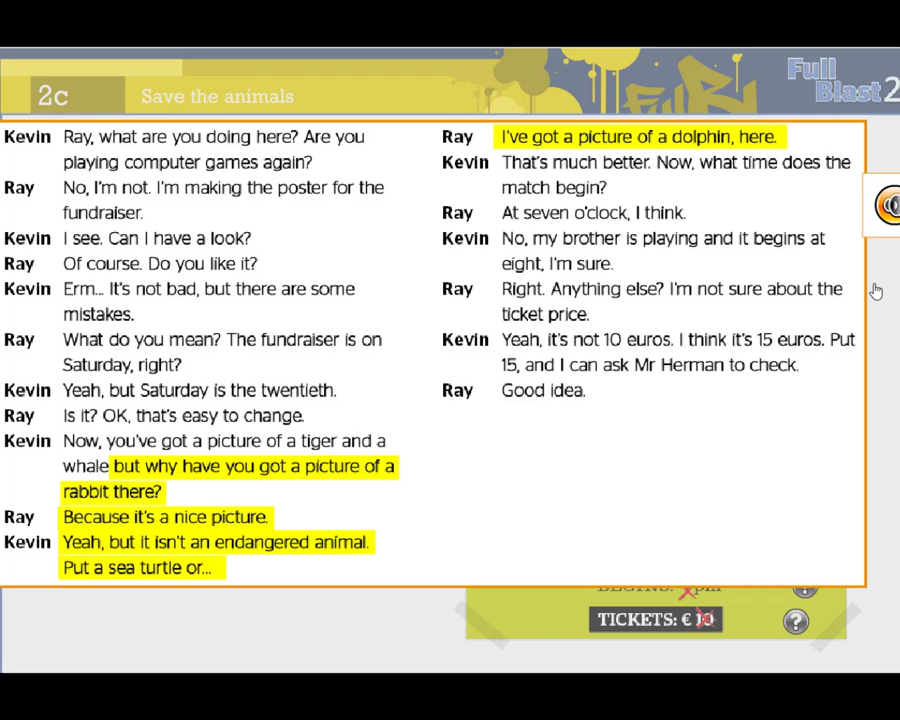 2c
Save the animals
Full
Blast 2
Kevin Ray, what are you doing here? Are you
playing computer games again?
Ray No, I'm not. I'm making the poster for the
fundraiser.
Kevin I see. Can I have a look?
Ray Of course. Do you like it?
Kevin Erm... It's not bad, but there are some
mistakes.
Ray What do you mean? The fundraiser is on
Saturday, right?
Kevin Yeah, but Saturday is the twentieth.
Ray Is it? OK, that's easy to change.
Kevin Now, you've got a picture of a tiger and a
whale but why have you got a picture of a
rabbit there?
Ray Because it's a nice picture.
Kevin Yeah, but it isn't an endangered animal.
Put a sea turtle or...
Ray I've got a picture of a dolphin, here.
Kevin That's much better. Now, what time does the
match begin?
Ray At seven o'clock, I think.
Kevin No, my brother is playing and it begins at
eight, I'm sure.
Ray Right. Anything else? I'm not sure about the
ticket price.
Kevin Yeah, it's not 10 euros. I think it's 15 euros. Put
15, and I can ask Mr Herman to check.
Ray Good idea.
BEGINS: pm
?
TICKETS: € 10
?